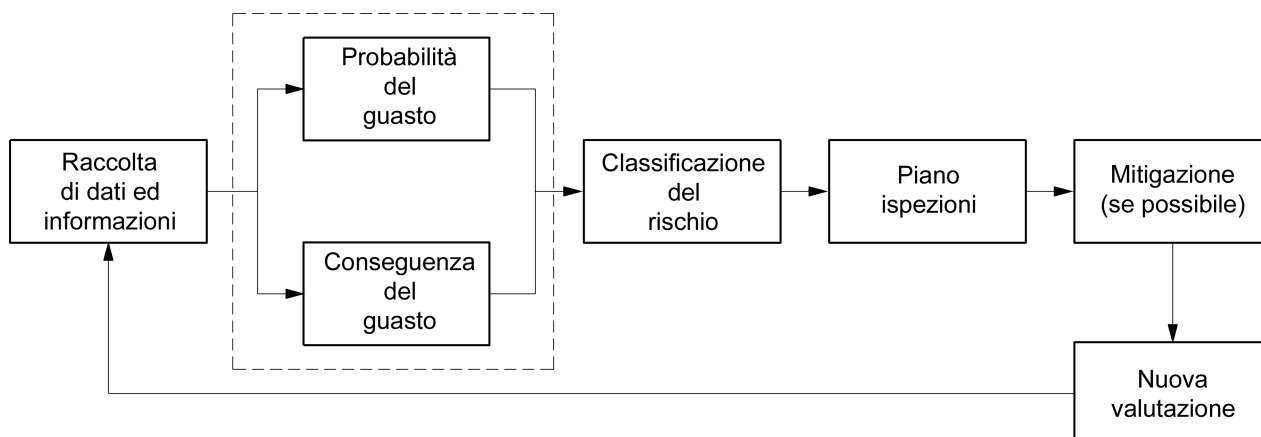 Raccolta
di dati ed
informazioni
Probabilità
del
guasto
Conseguenza
del
guasto
Classificazione
del
rischio
Piano
ispezioni
Mitigazione
(se possibile)
Nuova
valutazione